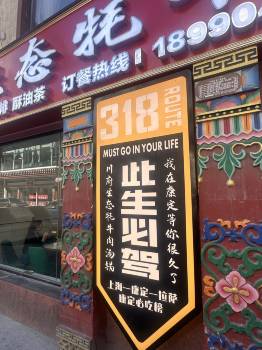 态牦
酥油茶 订餐热线：18990
318
ROUTE
MUST GO IN YOUR LIFE
此生必驾
我在康定等你很久了
川府生态牦牛肉汤锅
上海—康定—拉萨
康定必吃榜